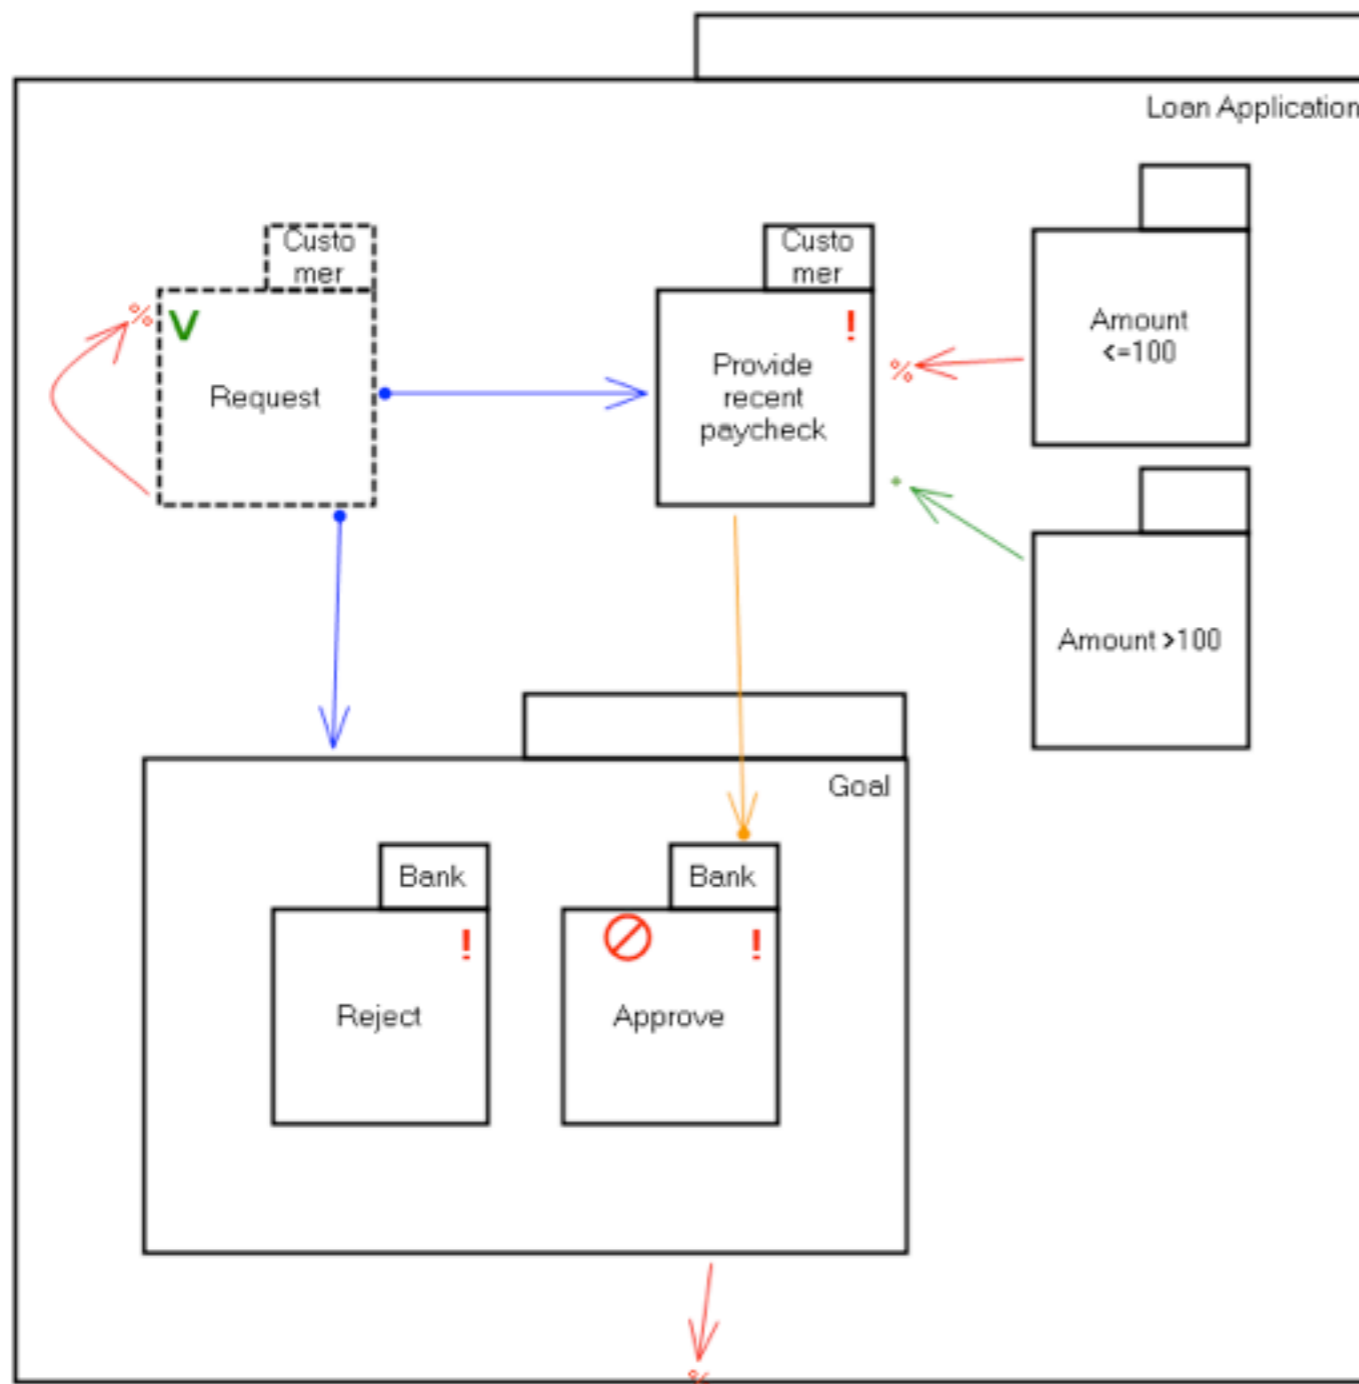 Loan Application
Custo
mer
%
V
Request
Custo
mer
!
Provide
recent
paycheck
%
+
Amount
<=100
Amount >100
Goal
Bank
!
Reject
Bank
!
Approve
%